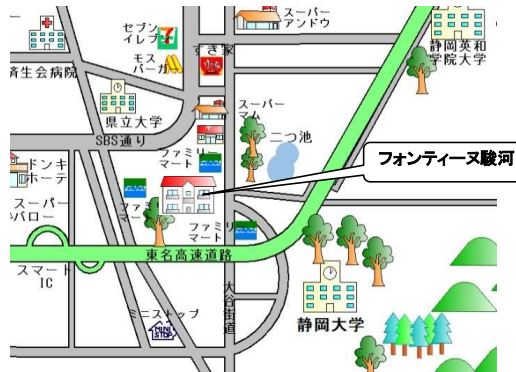 セブン
イレブン
スーパー
アンドウ
すき家
静岡英和
学院大学
モス
バーガー
済生会病院
スーパー
マム
県立大学
SBS通り
二つ池
ファミリー
マート
フォンティーヌ駿河
ドンキ
ホーテ
スーパー
バロー
ファミリー
マート
ファミリー
マート
東名高速道路
スマート
IC
大谷街道
ミニストップ
MINI
STOP
静岡大学